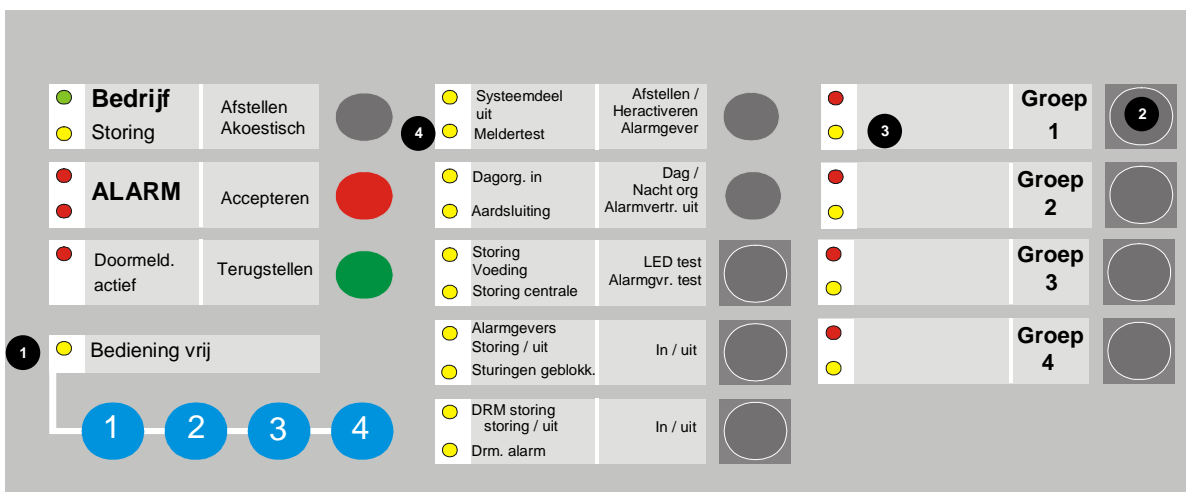 Bedrijf
Storing
Afstellen
Akoestisch
ALARM
Accepteren
Doormeld.
actief
Terugstellen
1
Bediening vrij
1
2
3
4
4
Systeemdeel
uit
Meldertest
Afstellen /
Heractiveren
Alarmgever
Dagorg. in
Aardsluiting
Dag /
Nacht org
Alarmvertr. uit
Storing
Voeding
Storing centrale
LED test
Alarmgvr. test
Alarmgevers
Storing / uit
Sturingen geblokk.
In / uit
DRM storing
storing / uit
Drm. alarm
In / uit
3
Groep
1
2
Groep
2
Groep
3
Groep
4